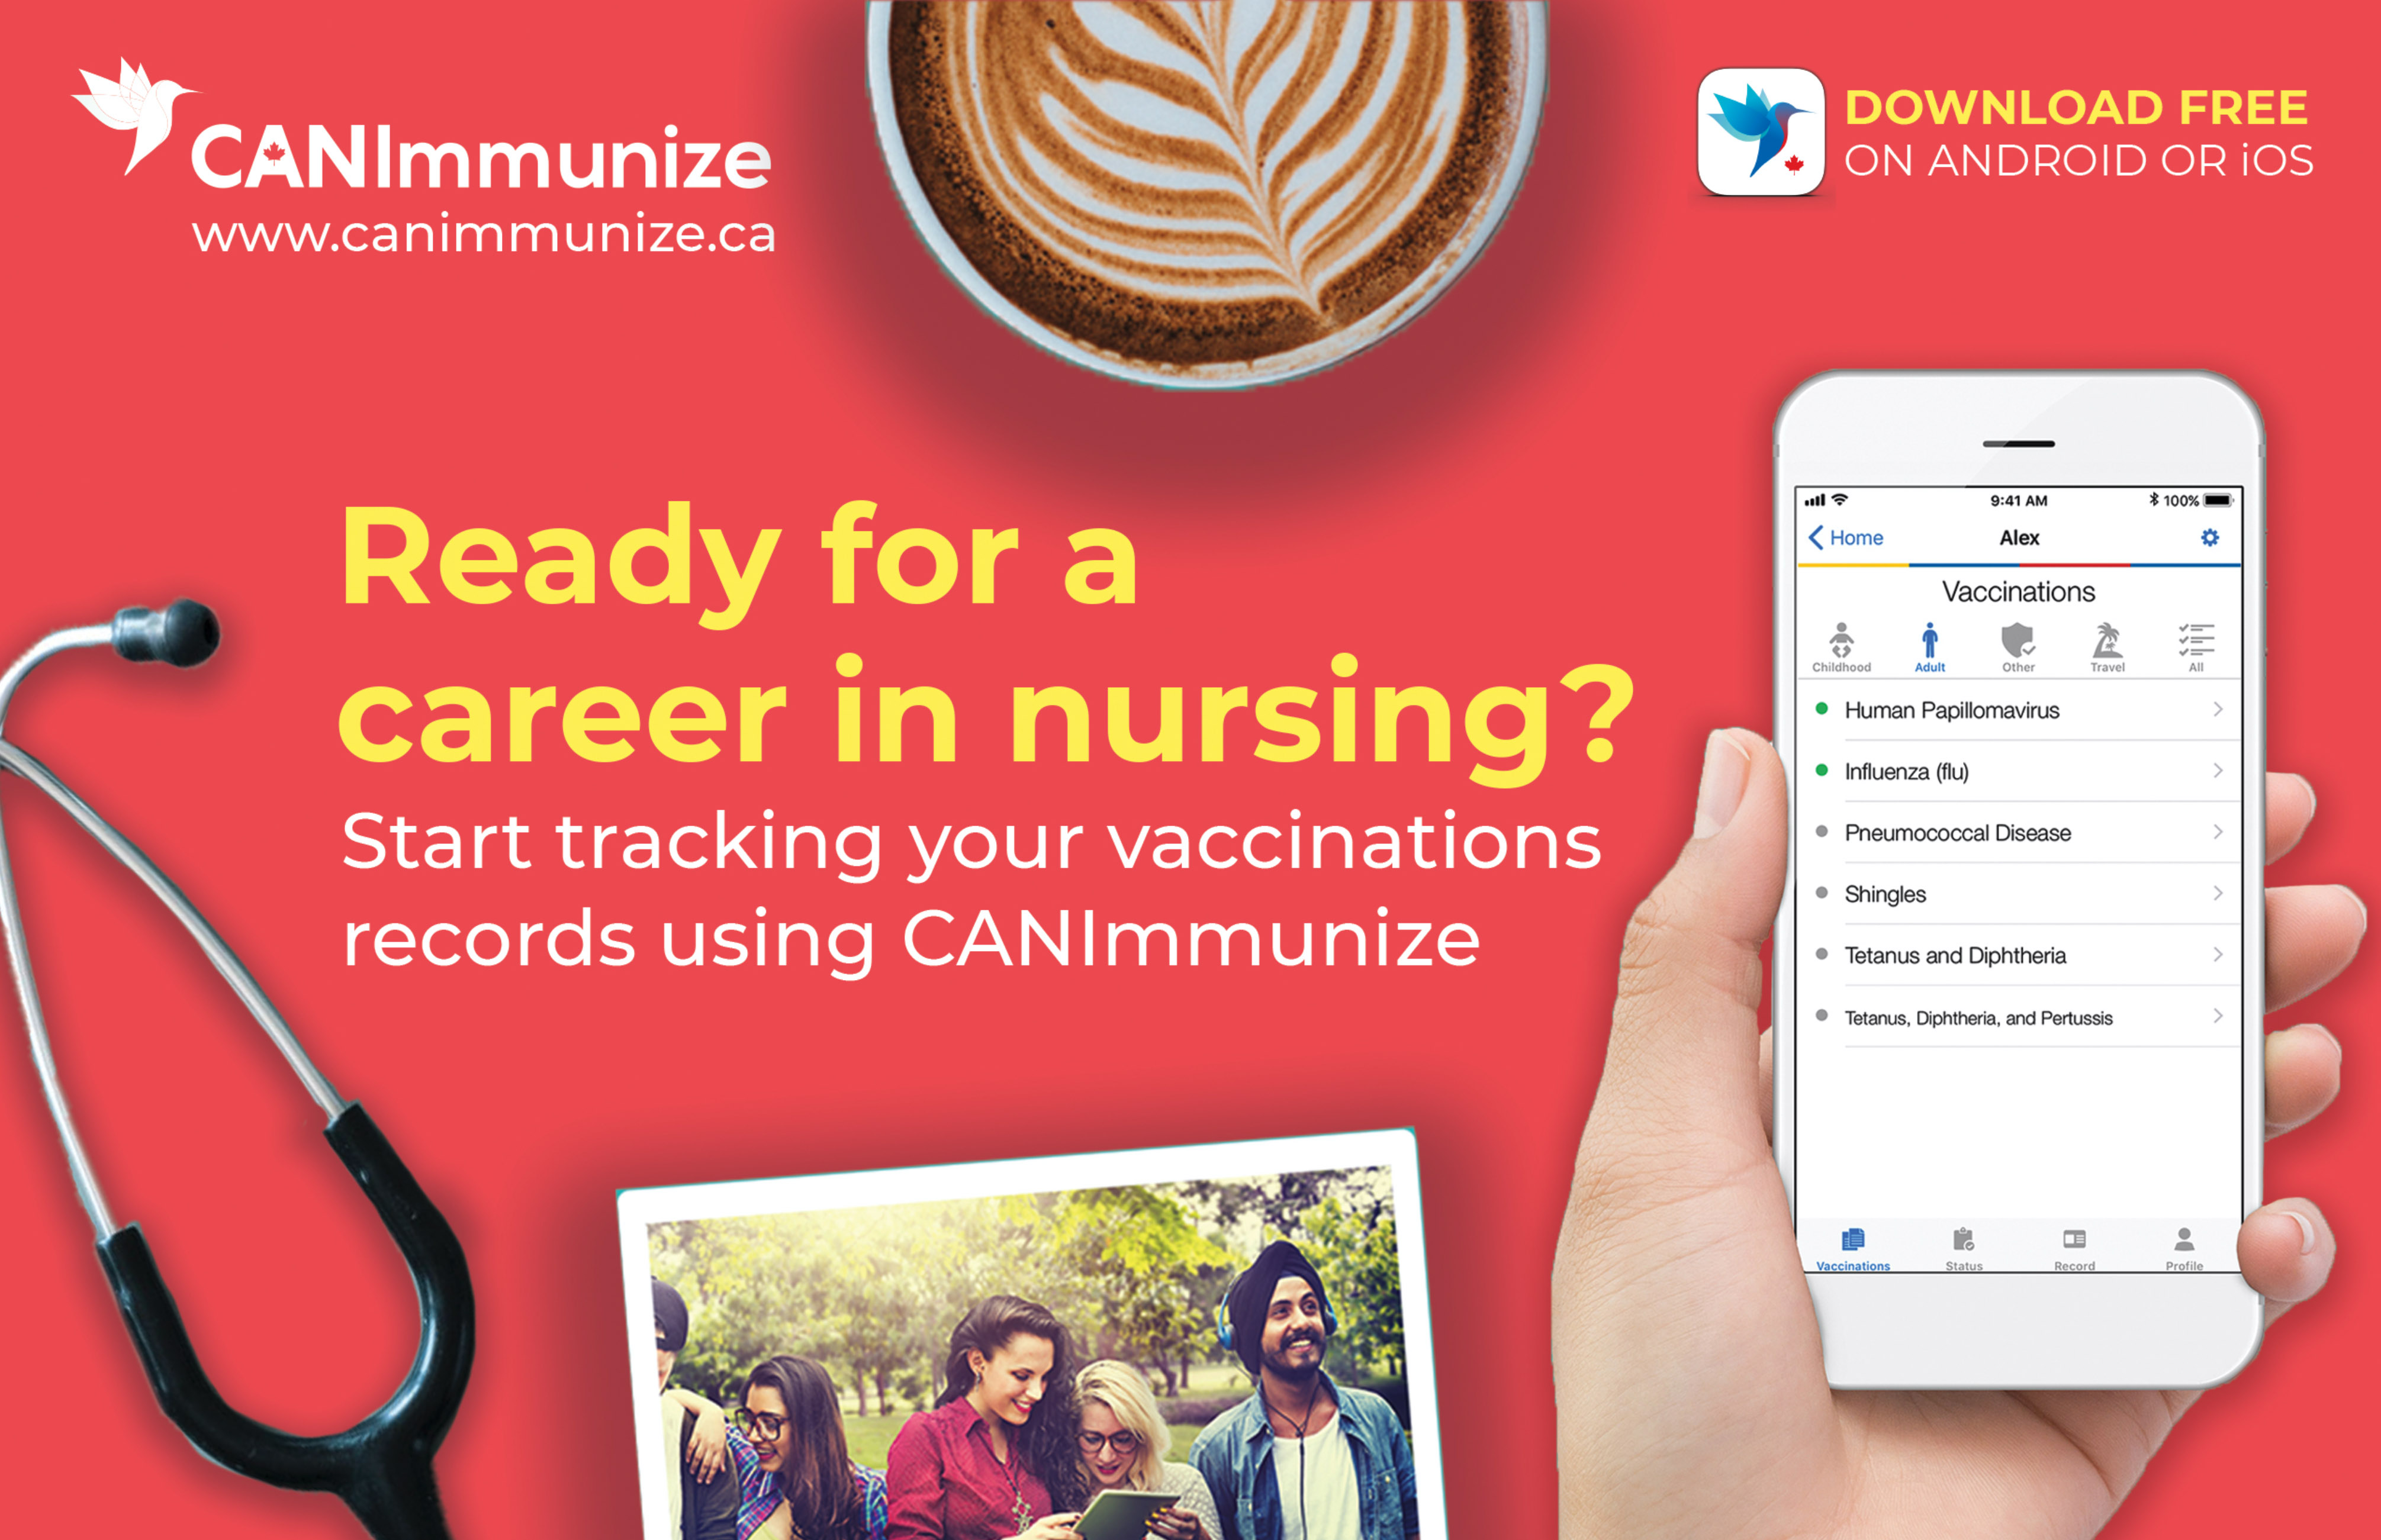 CANImmunize
www.canimmunize.ca
DOWNLOAD FREE
ON ANDROID OR iOS
Ready for a
career in nursing?
Start tracking your vaccinations
records using CANImmunize
9:41 AM
100%
Home
Alex
Vaccinations
Childhood
Adult
Other
Travel
All
Human Papillomavirus
Influenza (flu)
Pneumococcal Disease
Shingles
Tetanus and Diphtheria
Tetanus, Diphtheria, and Pertussis
Vaccinations
Status
Record
Profile